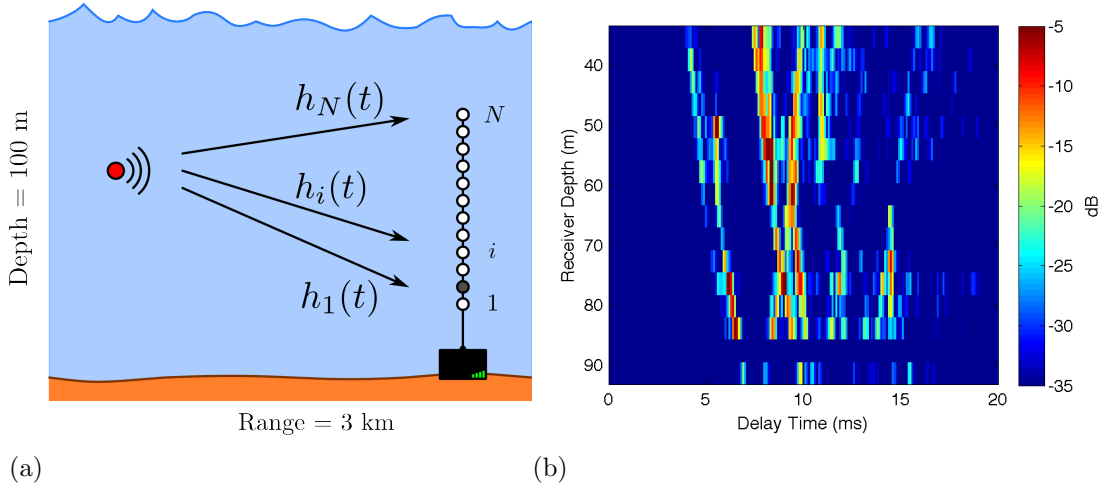 Depth = 100 m
h_N(t)
N
h_i(t)
i
h_1(t)
1
Range = 3 km
(a)
Receiver Depth (m)
40
50
60
70
80
90
0
5
10
15
20
Delay Time (ms)
-5
-10
-15
-20
-25
-30
-35
dB
(b)